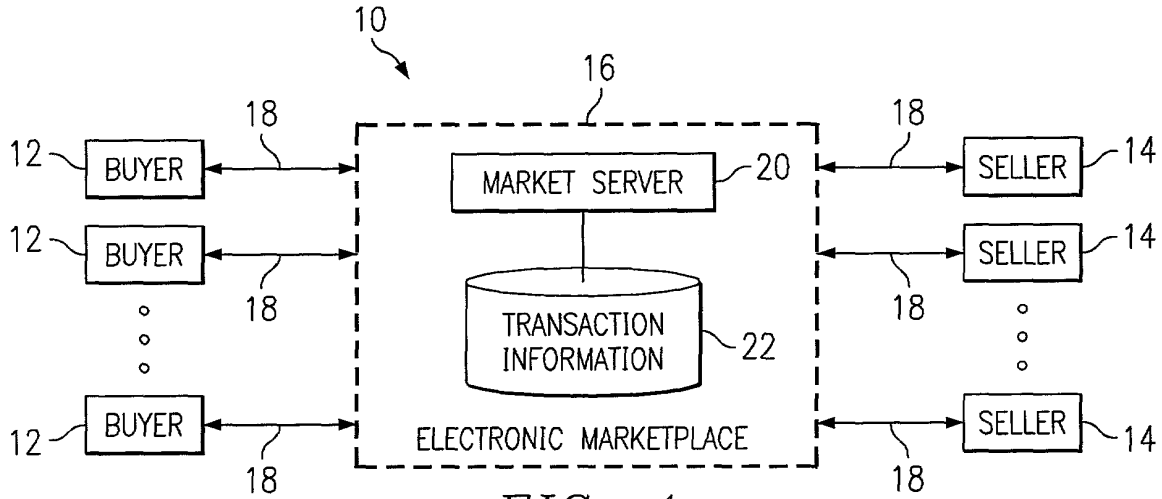 10
16
18
18
12
BUYER
MARKET SERVER
20
SELLER
14
12
BUYER
SELLER
14
18
18
TRANSACTION
INFORMATION
22
12
BUYER
SELLER
14
18
ELECTRONIC MARKETPLACE
18